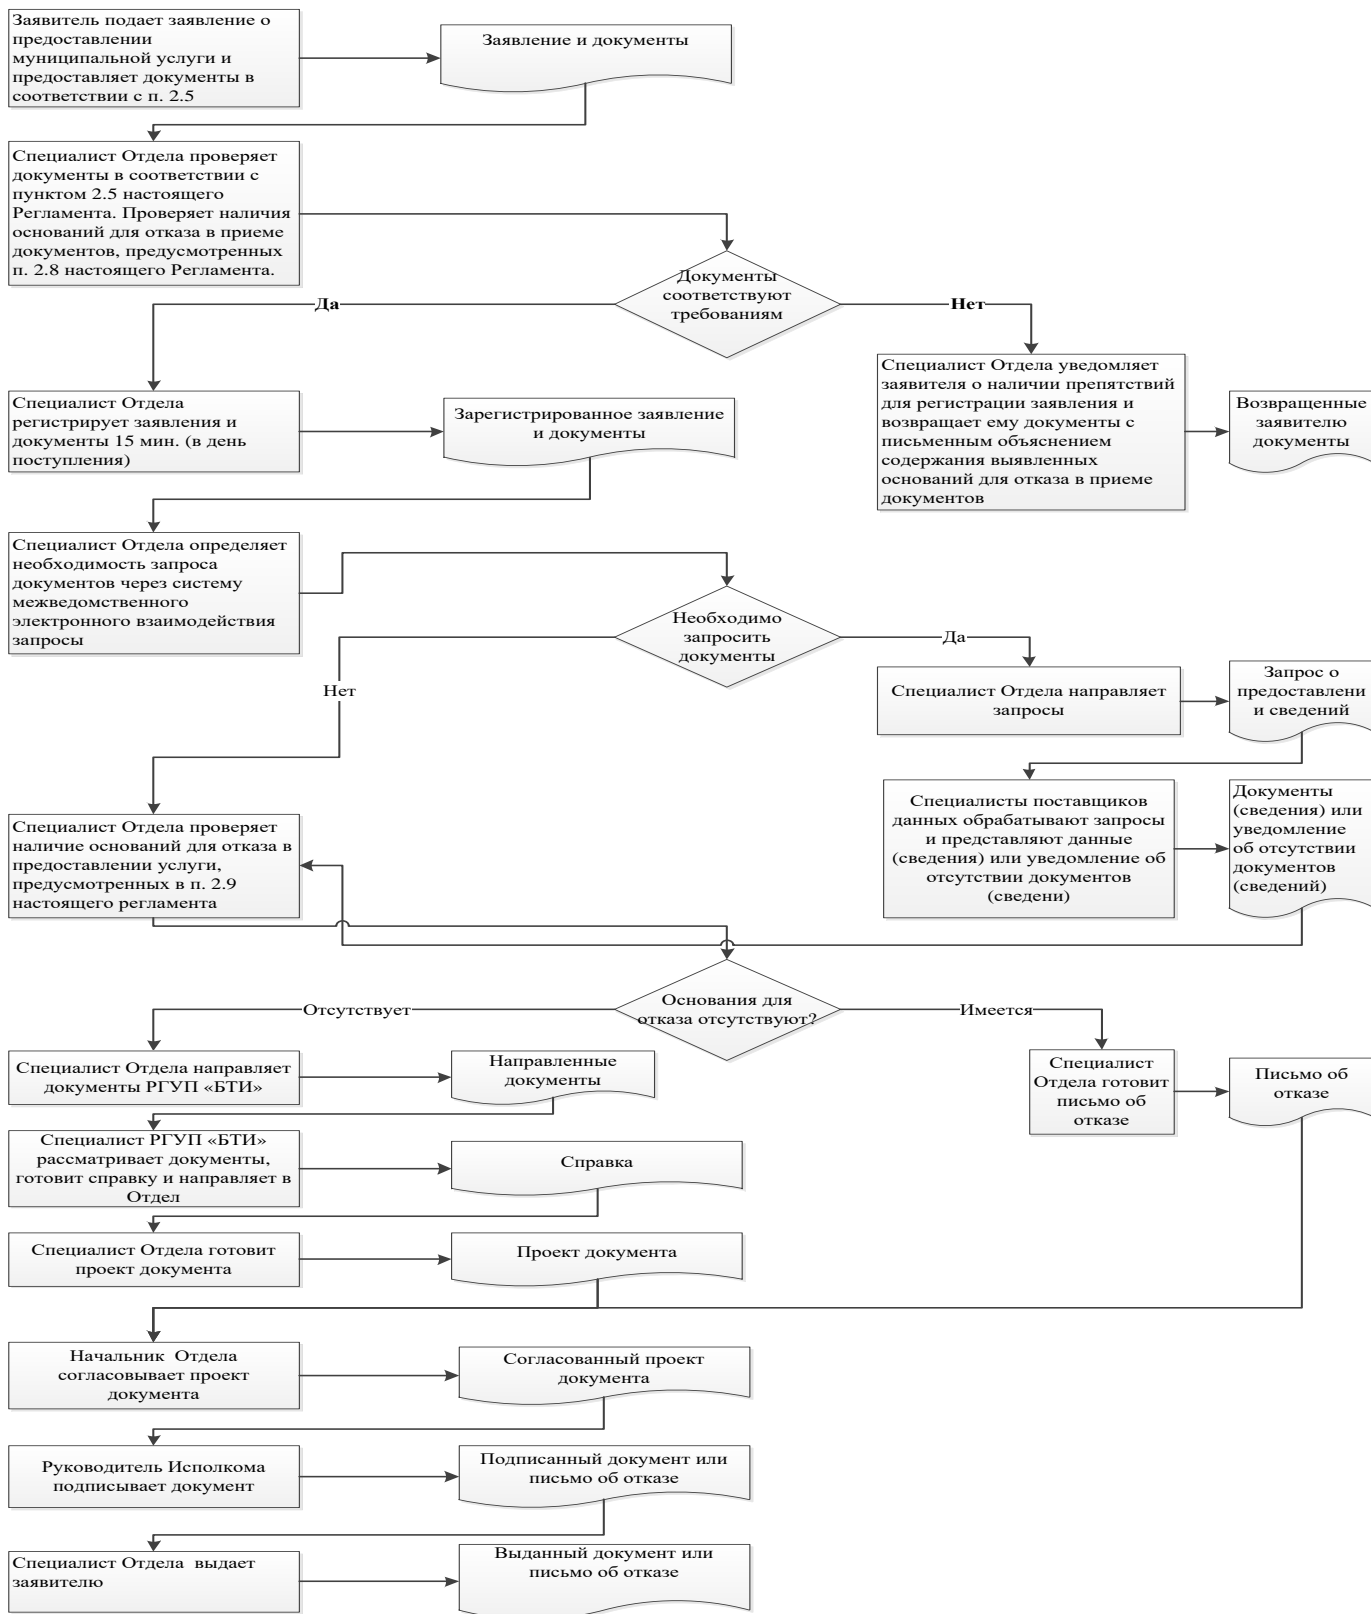 Заявитель подает заявление о
предоставлении
муниципальной услуги и
предоставляет документы в
соответствии с п. 2.5
Заявление и документы
Специалист Отдела проверяет
документы в соответствии с
пунктом 2.5 настоящего
Регламента. Проверяет наличия
оснований для отказа в приеме
документов, предусмотренных
п. 2.8 настоящего Регламента.
Документы
соответствуют
требованиям
Да
Нет
Специалист Отдела
регистрирует заявления и
документы 15 мин. (в день
поступления)
Зарегистрированное заявление
и документы
Специалист Отдела уведомляет
заявителя о наличии препятствий
для регистрации заявления и
возвращает ему документы с
письменным объяснением
содержания выявленных
оснований для отказа в приеме
документов
Возвращенные
заявителю
документы
Специалист Отдела определяет
необходимость запроса
документов через систему
межведомственного
электронного взаимодействия
запросы
Необходимо
запросить
документы
Да
Нет
Специалист Отдела направляет
запросы
Запрос о
предоставлени
и сведений
Специалисты поставщиков
данных обрабатывают запросы
и представляют данные
(сведения) или уведомление об
отсутствии документов
(сведени)
Документы
(сведения) или
уведомление
об отсутствии
документов
(сведений)
Специалист Отдела проверяет
наличие оснований для отказа в
предоставлении услуги,
предусмотренных в п. 2.9
настоящего регламента
Основания для
отказа отсутствуют?
Отсутствует
Имеется
Специалист Отдела направляет
документы РГУП «БТИ»
Направленные
документы
Специалист
Отдела готовит
письмо об
отказе
Письмо об
отказе
Специалист РГУП «БТИ»
рассматривает документы,
готовит справку и направляет в
Отдел
Справка
Специалист Отдела готовит
проект документа
Проект документа
Начальник  Отдела
согласовывает проект
документа
Согласованный проект
документа
Руководитель Исполкома
подписывает документ
Подписанный документ или
письмо об отказе
Специалист Отдела  выдает
заявителю
Выданный документ или
письмо об отказе